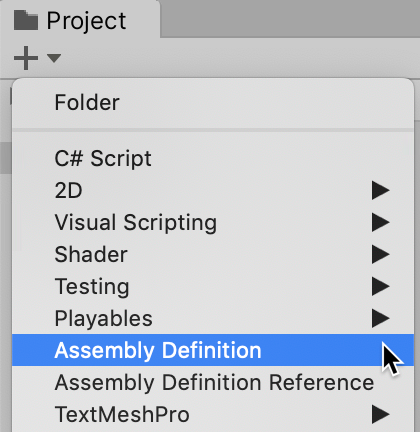 Project
Folder
C# Script
2D
Visual Scripting
Shader
Testing
Playables
Assembly Definition
Assembly Definition Reference
TextMeshPro